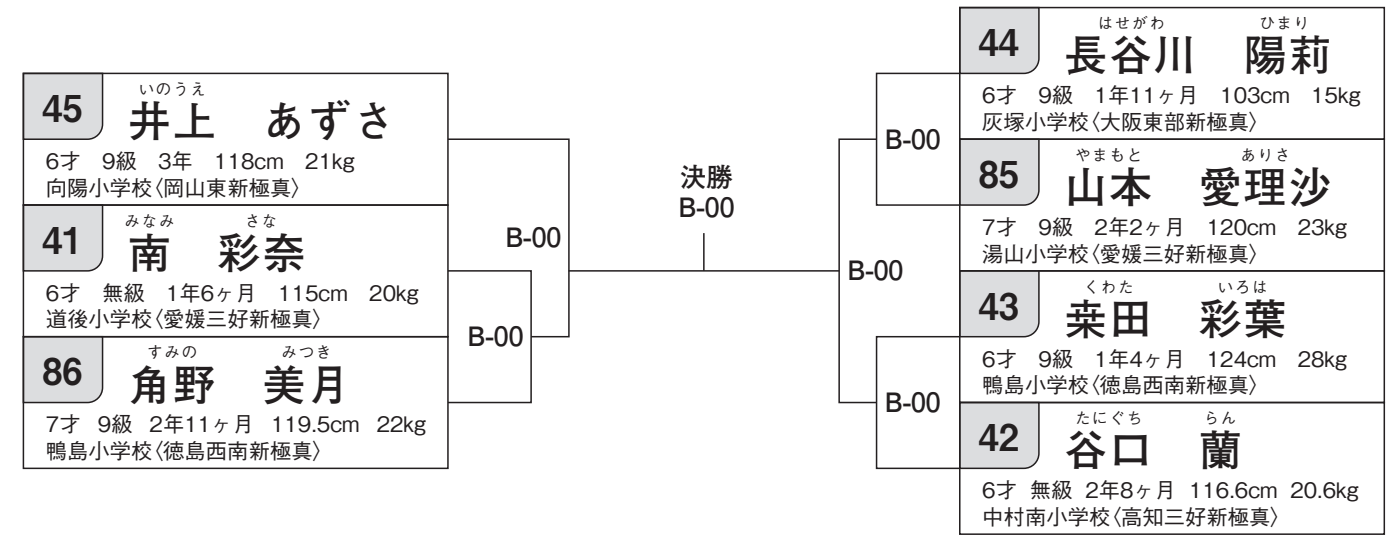 いのうえ
45 井上 あずさ
6才 9級 3年 118cm 21kg
向陽小学校〈岡山東新極真〉
みなみ さな
41 南 彩奈
6才 無級 1年6ヶ月 115cm 20kg
道後小学校〈愛媛三好新極真〉
すみの みつき
86 角野 美月
7才 9級 2年11ヶ月 119.5cm 22kg
鴨島小学校〈徳島西南新極真〉
B-00
B-00
決勝
B-00
B-00
B-00
B-00
はせがわ ひまり
44 長谷川 陽莉
6才 9級 1年11ヶ月 103cm 15kg
灰塚小学校〈大阪東部新極真〉
やまもと ありさ
85 山本 愛理沙
7才 9級 2年2ヶ月 120cm 23kg
湯山小学校〈愛媛三好新極真〉
くわた いろは
43 桒田 彩葉
6才 9級 1年4ヶ月 124cm 28kg
鴨島小学校〈徳島西南新極真〉
たにぐち らん
42 谷口 蘭
6才 無級 2年8ヶ月 116.6cm 20.6kg
中村南小学校〈高知三好新極真〉